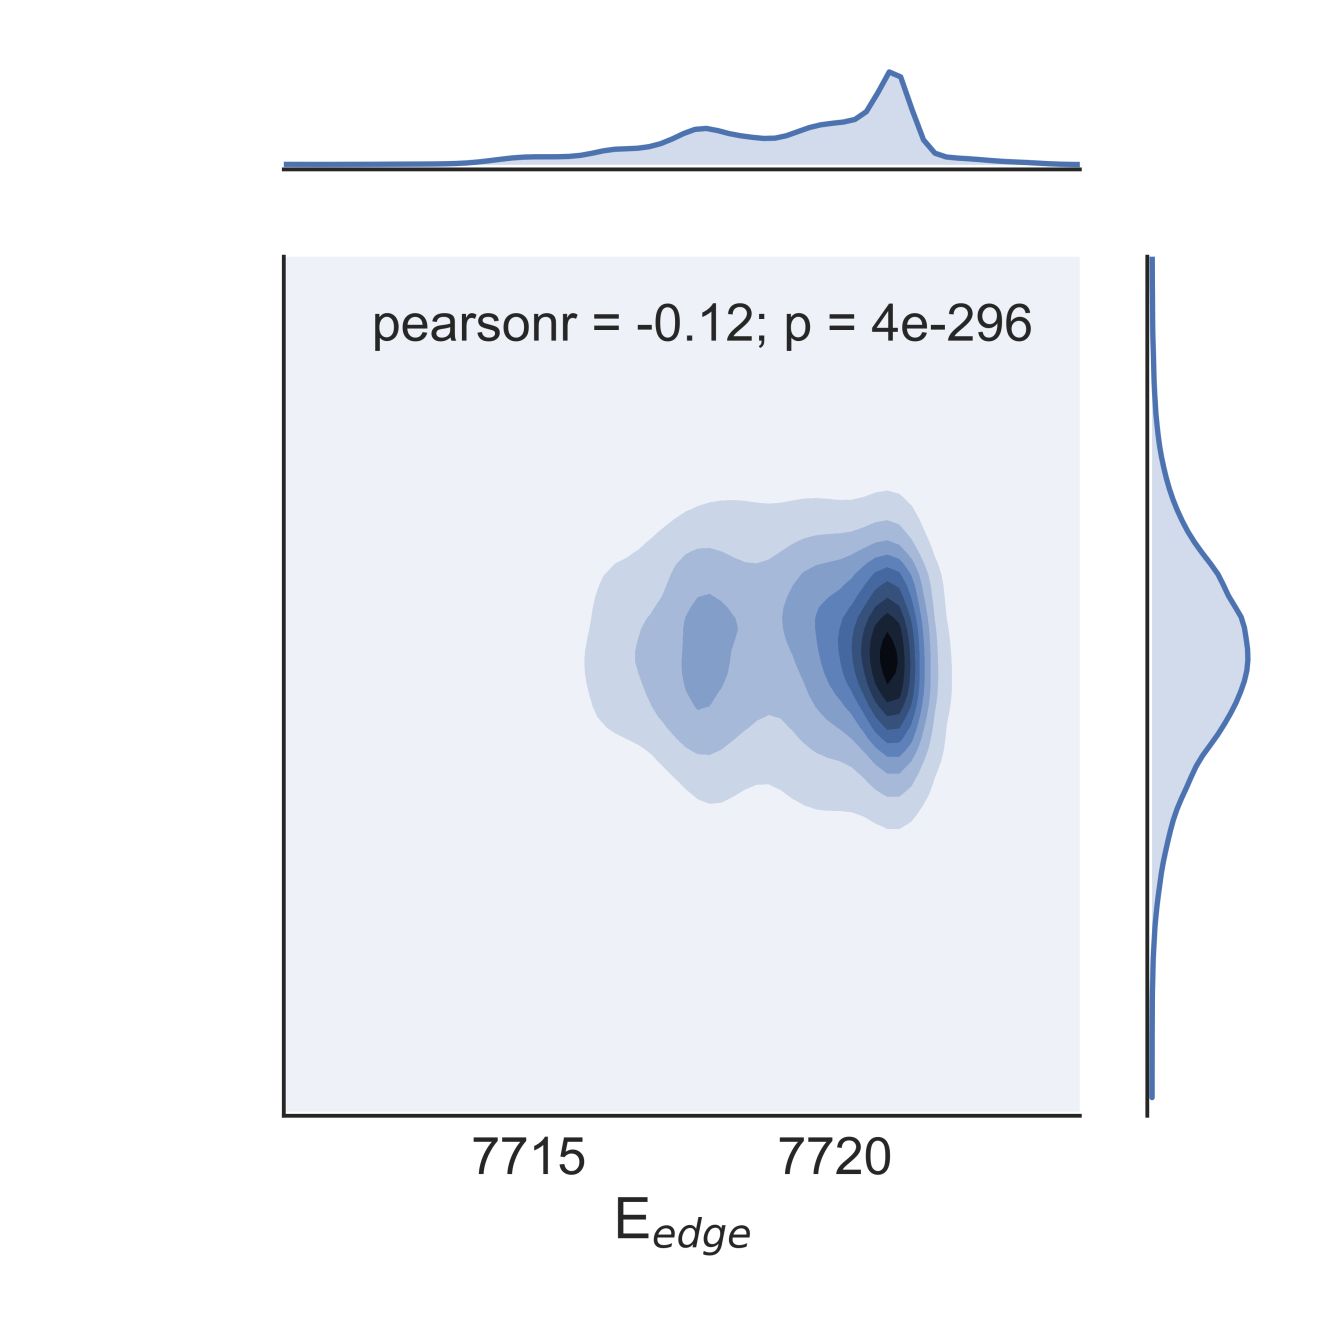 pearsonr = -0.12; p = 4e-296
7715 7720
E_edge